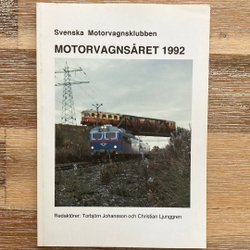 Svenska Motorvagnsklubben
MOTORVAGNSÅRET 1992
Redaktörer: Torbjörn Johansson och Christian Ljunggren